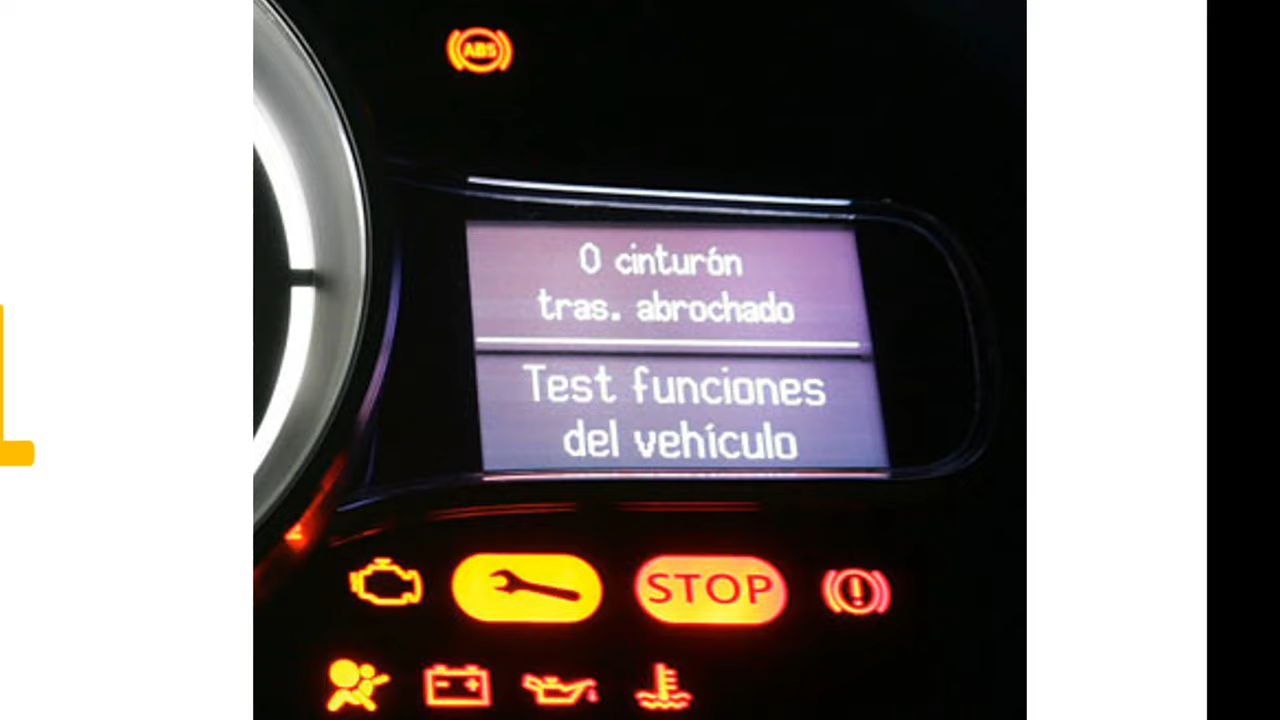 ABS
0 cinturón
tras. abrochado
Test funciones
del vehículo
STOP